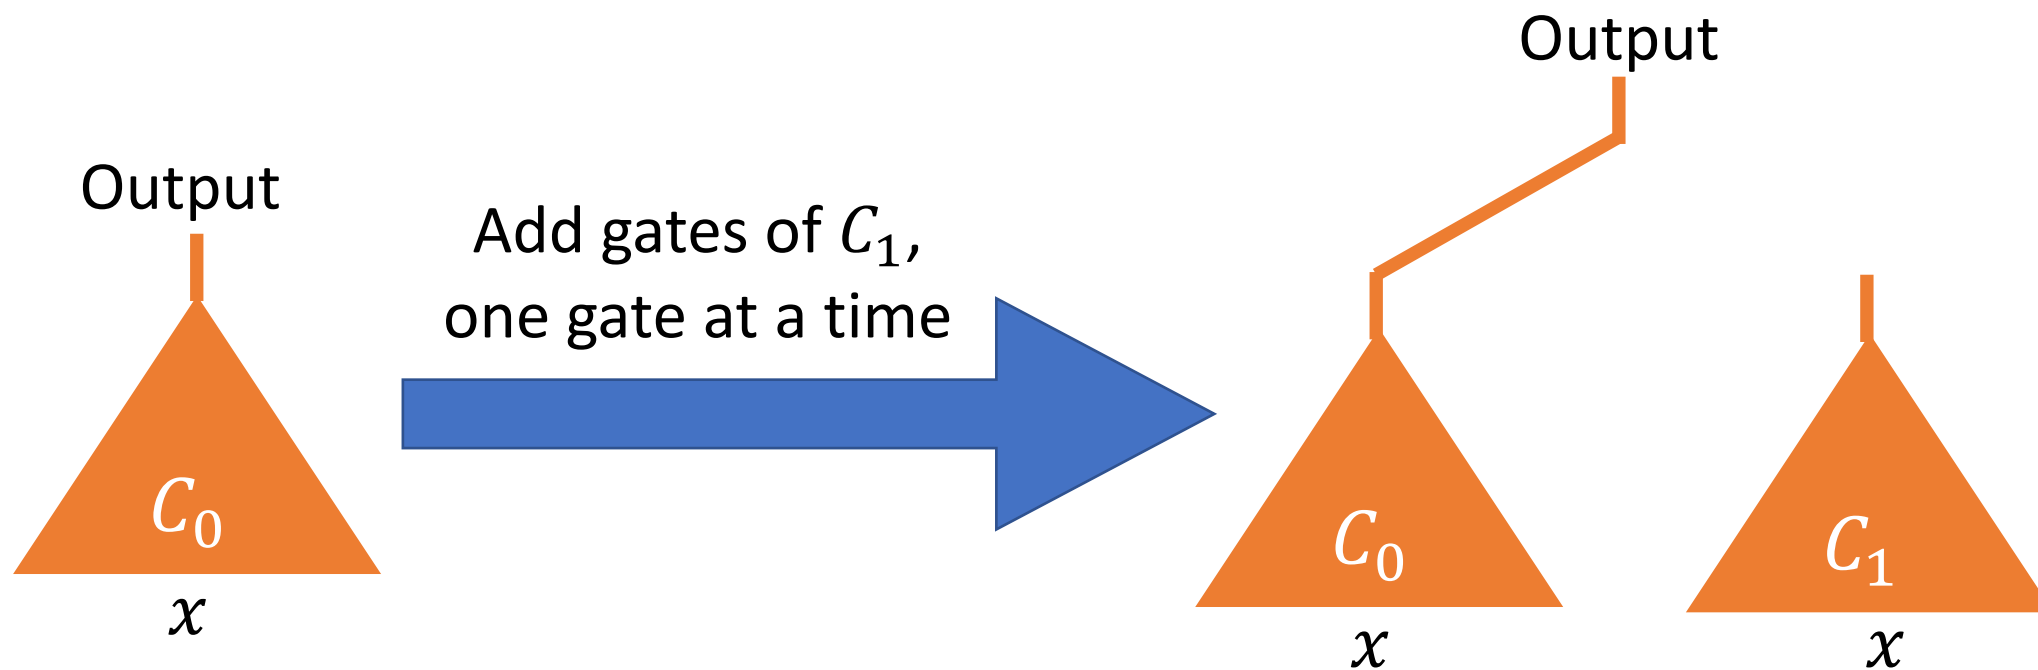 Output
C₀
x
Add gates of C₁,
one gate at a time
Output
C₀
x
C₁
x